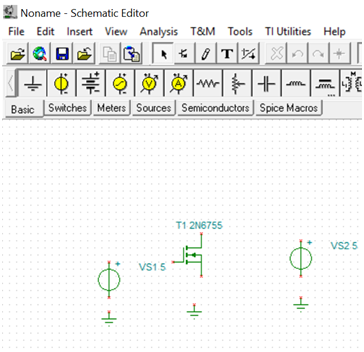 Noname - Schematic Editor
File Edit Insert View Analysis T&M Tools TI Utilities Help
T
V A
Basic Switches Meters Sources Semiconductors Spice Macros
T1 2N6755
+ VS1 5
+ VS2 5